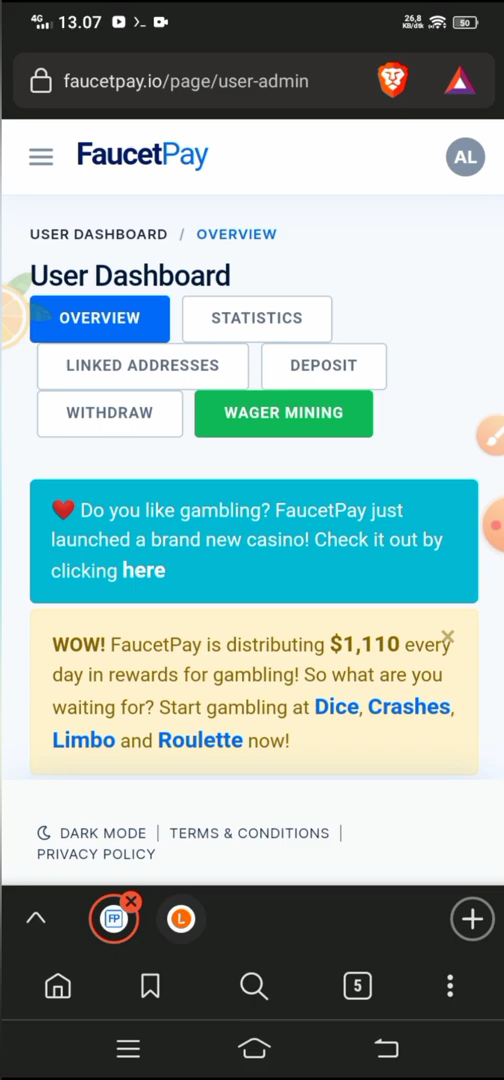 4G 13.07 26,8 KB/dtk 50
faucetpay.io/page/user-admin
FaucetPay AL
USER DASHBOARD / OVERVIEW
User Dashboard
OVERVIEW STATISTICS
LINKED ADDRESSES DEPOSIT
WITHDRAW WAGER MINING
❤️ Do you like gambling? FaucetPay just
launched a brand new casino! Check it out by
clicking here
WOW! FaucetPay is distributing $1,110 every
day in rewards for gambling! So what are you
waiting for? Start gambling at Dice, Crashes,
Limbo and Roulette now!
DARK MODE | TERMS & CONDITIONS |
PRIVACY POLICY
FP L
5